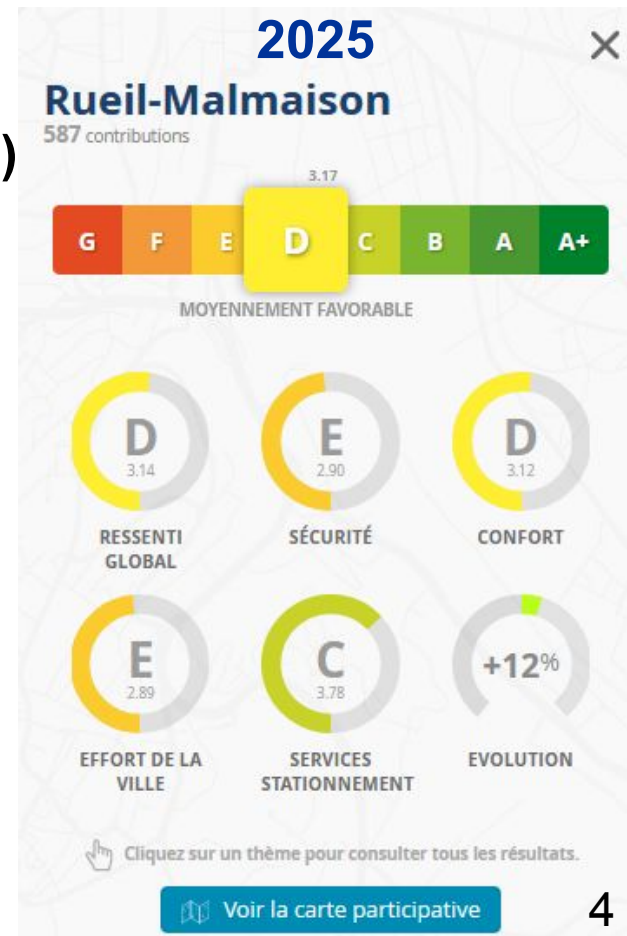 2025
Rueil-Malmaison
587 contributions
)
3.17
G F E D C B A A+
MOYENNEMENT FAVORABLE
D
3.14
RESSENTI
GLOBAL
E
2.90
SÉCURITÉ
D
3.12
CONFORT
E
2.89
EFFORT DE LA
VILLE
C
3.78
SERVICES
STATIONNEMENT
+12%
EVOLUTION
Cliquez sur un thème pour consulter tous les résultats.
Voir la carte participative
4